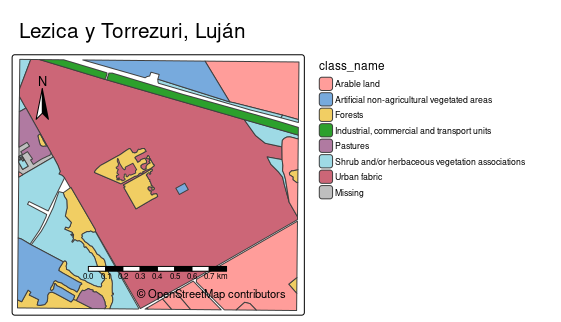 Lezica y Torrezuri, Luján
N
0.0 0.1 0.2 0.3 0.4 0.5 0.6 0.7 km
© OpenStreetMap contributors
class_name
Arable land
Artificial non-agricultural vegetated areas
Forests
Industrial, commercial and transport units
Pastures
Shrub and/or herbaceous vegetation associations
Urban fabric
Missing